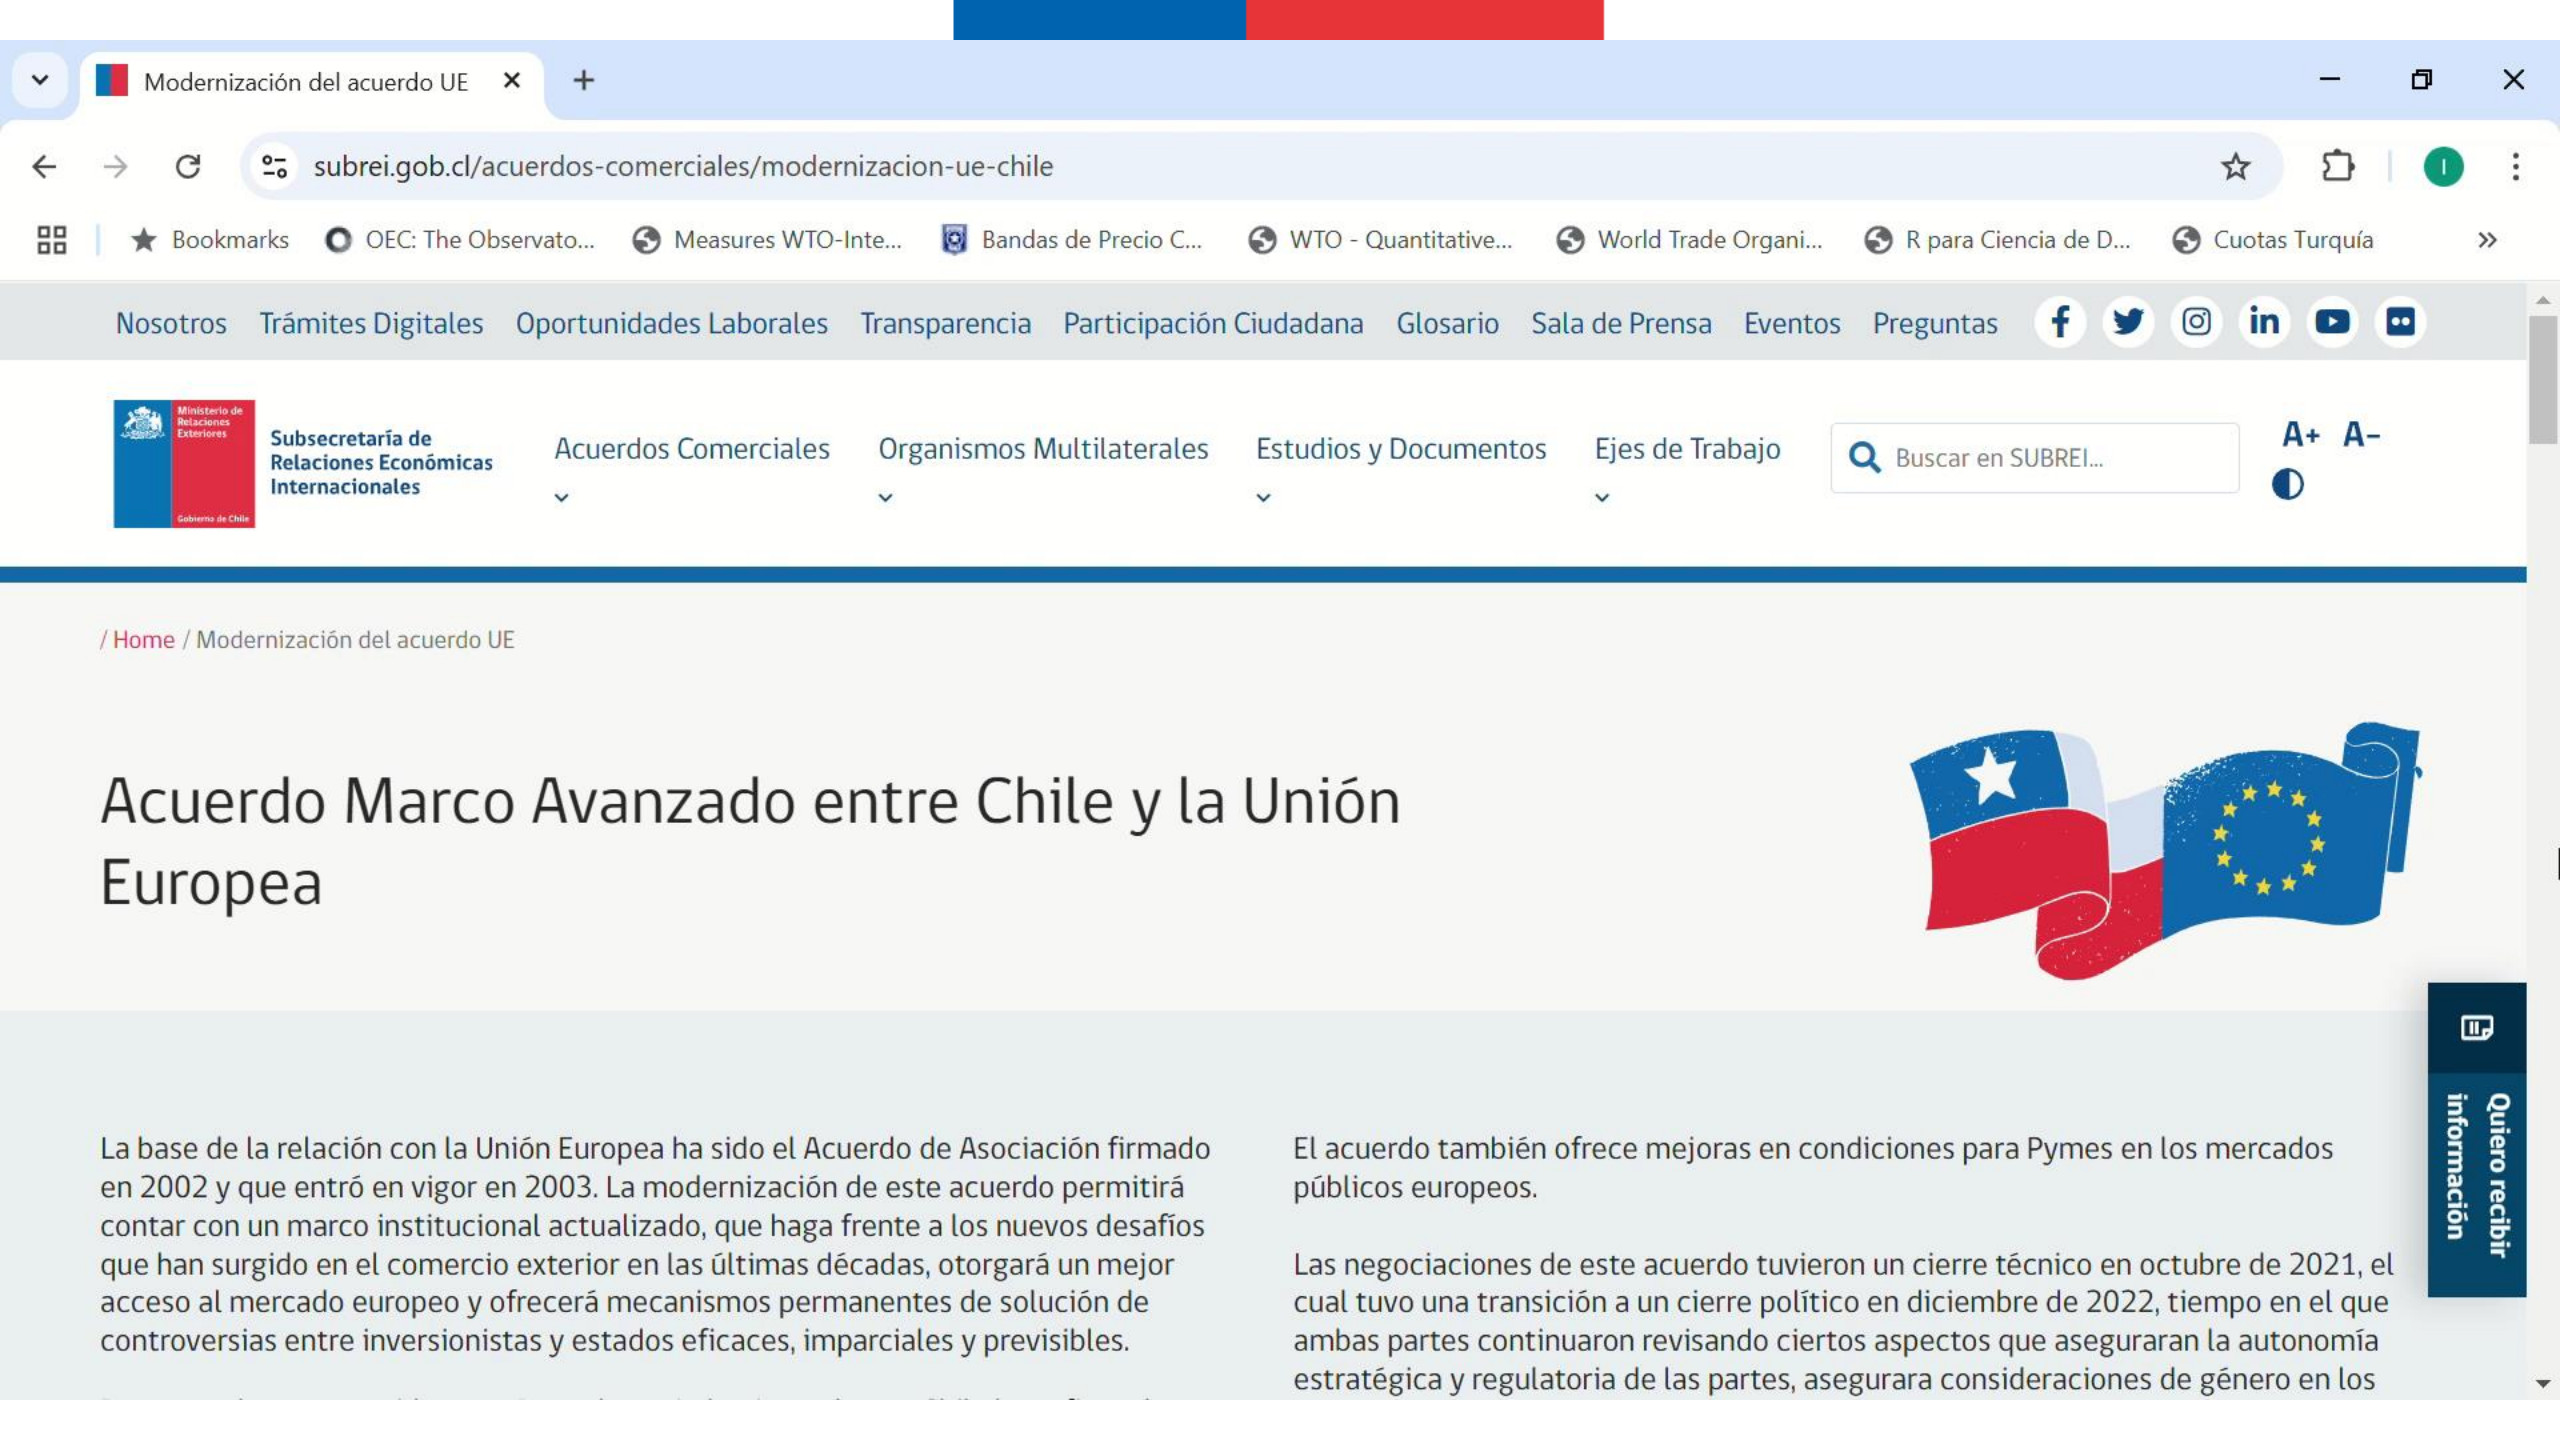 Modernización del acuerdo UE
subrei.gob.cl/acuerdos-comerciales/modernizacion-ue-chile
I
Bookmarks OEC: The Observato... Measures WTO-Inte... Bandas de Precio C... WTO - Quantitative... World Trade Organi... R para Ciencia de D... Cuotas Turquía
Nosotros Trámites Digitales Oportunidades Laborales Transparencia Participación Ciudadana Glosario Sala de Prensa Eventos Preguntas
Ministerio de
Relaciones
Exteriores
Gobierno de Chile
Subsecretaría de
Relaciones Económicas
Internacionales
Acuerdos Comerciales Organismos Multilaterales Estudios y Documentos Ejes de Trabajo
Buscar en SUBREI...
A+ A-
/ Home / Modernización del acuerdo UE
Acuerdo Marco Avanzado entre Chile y la Unión
Europea
La base de la relación con la Unión Europea ha sido el Acuerdo de Asociación firmado
en 2002 y que entró en vigor en 2003. La modernización de este acuerdo permitirá
contar con un marco institucional actualizado, que haga frente a los nuevos desafíos
que han surgido en el comercio exterior en las últimas décadas, otorgará un mejor
acceso al mercado europeo y ofrecerá mecanismos permanentes de solución de
controversias entre inversionistas y estados eficaces, imparciales y previsibles.
El acuerdo también ofrece mejoras en condiciones para Pymes en los mercados
públicos europeos.
Las negociaciones de este acuerdo tuvieron un cierre técnico en octubre de 2021, el
cual tuvo una transición a un cierre político en diciembre de 2022, tiempo en el que
ambas partes continuaron revisando ciertos aspectos que aseguraran la autonomía
estratégica y regulatoria de las partes, asegurara consideraciones de género en los
Quiero recibir
información